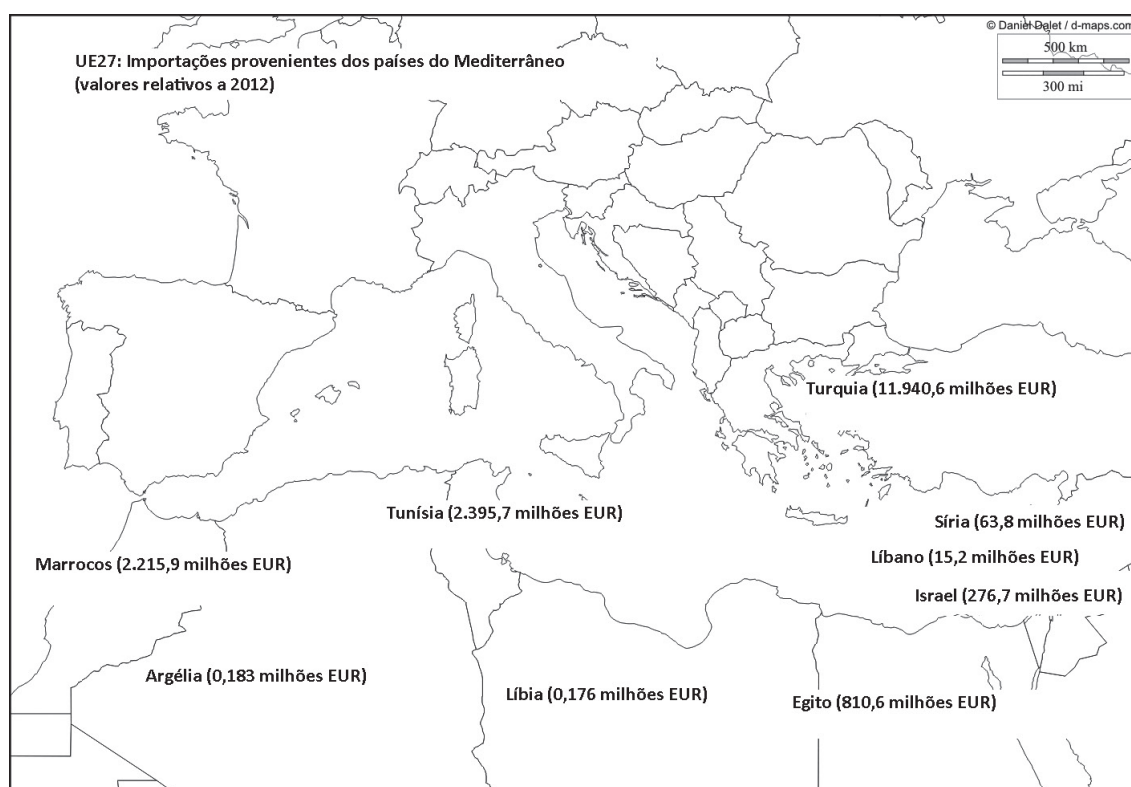 © Daniel Dalet / d-maps.com
500 km
300 mi
UE27: Importações provenientes dos países do Mediterrâneo
(valores relativos a 2012)
Turquia (11.940,6 milhões EUR)
Tunísia (2.395,7 milhões EUR)
Síria (63,8 milhões EUR)
Marrocos (2.215,9 milhões EUR)
Líbano (15,2 milhões EUR)
Israel (276,7 milhões EUR)
Argélia (0,183 milhões EUR)
Líbia (0,176 milhões EUR)
Egito (810,6 milhões EUR)